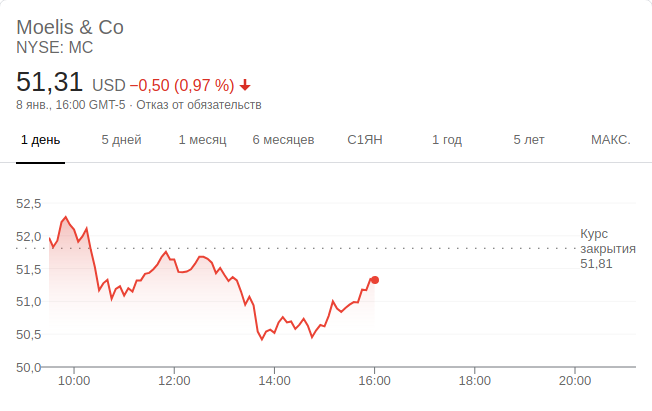 Moelis & Co
NYSE: MC
51,31 USD −0,50 (0,97 %)
8 янв., 16:00 GMT-5 · Отказ от обязательств
1 день 5 дней 1 месяц 6 месяцев С1ЯН 1 год 5 лет МАКС.
52,5
52,0
51,5
51,0
50,5
50,0
Курс
закрытия
51,81
10:00 12:00 14:00 16:00 18:00 20:00